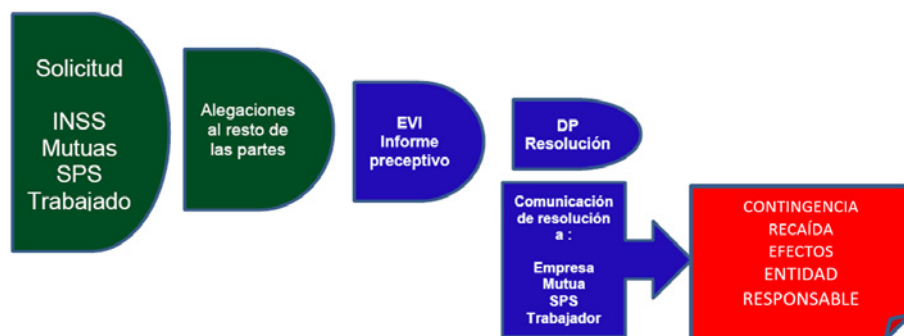 Solicitud
INSS
Mutuas
SPS
Trabajado
Alegaciones
al resto de
las partes
EVI
Informe
preceptivo
DP
Resolución
Comunicación
de resolución
a :
Empresa
Mutua
SPS
Trabajador
CONTINGENCIA
RECAÍDA
EFECTOS
ENTIDAD
RESPONSABLE